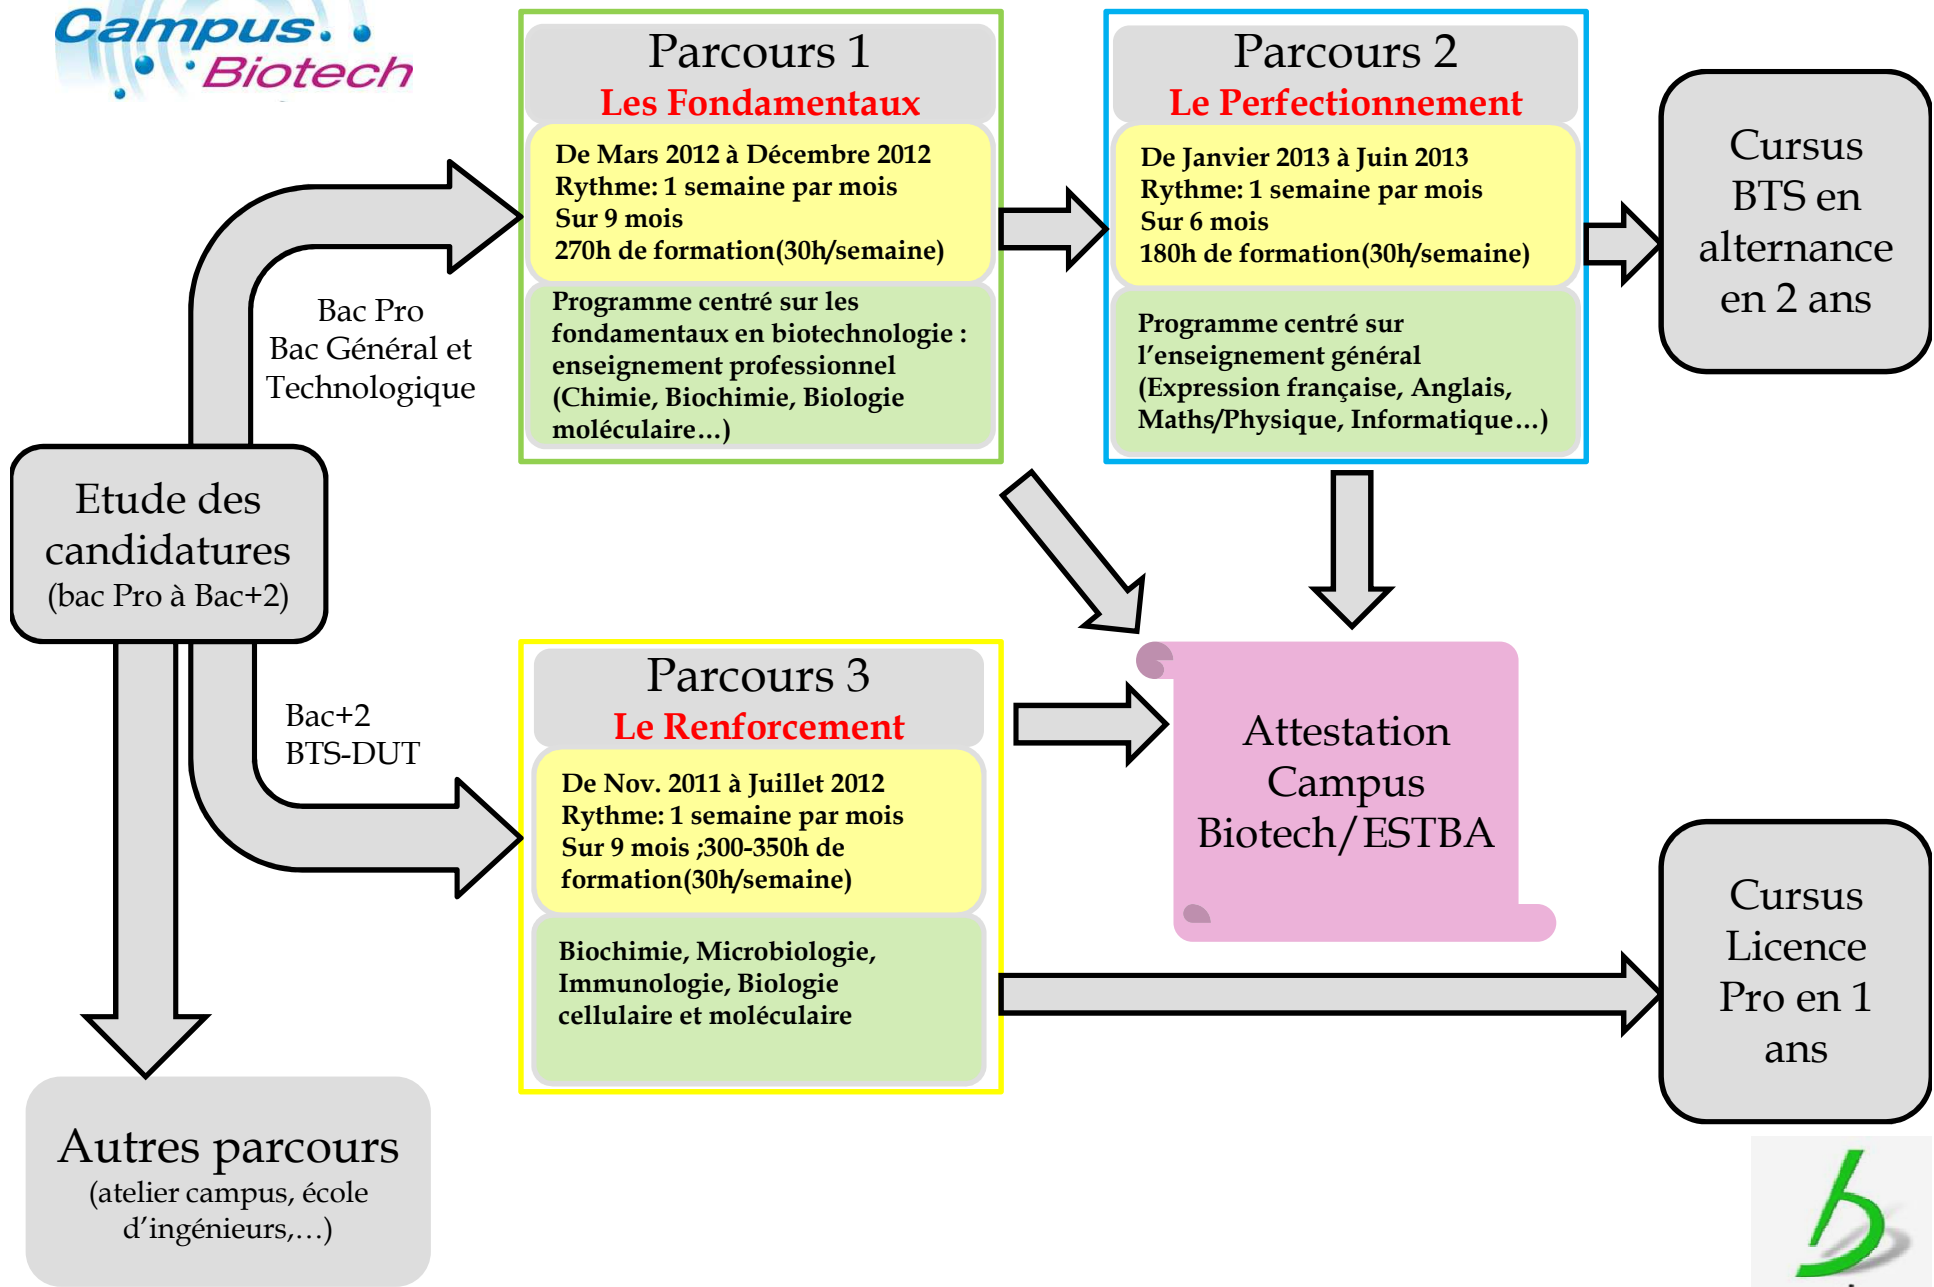 Campus
Biotech
Parcours 1
Les Fondamentaux
De Mars 2012 à Décembre 2012
Rythme: 1 semaine par mois
Sur 9 mois
270h de formation(30h/semaine)
Programme centré sur les
fondamentaux en biotechnologie :
enseignement professionnel
(Chimie, Biochimie, Biologie
moléculaire…)
Parcours 2
Le Perfectionnement
De Janvier 2013 à Juin 2013
Rythme: 1 semaine par mois
Sur 6 mois
180h de formation(30h/semaine)
Programme centré sur
l’enseignement général
(Expression française, Anglais,
Maths/Physique, Informatique…)
Cursus
BTS en
alternance
en 2 ans
Bac Pro
Bac Général et
Technologique
Etude des
candidatures
(bac Pro à Bac+2)
Bac+2
BTS-DUT
Parcours 3
Le Renforcement
De Nov. 2011 à Juillet 2012
Rythme: 1 semaine par mois
Sur 9 mois ;300-350h de
formation(30h/semaine)
Biochimie, Microbiologie,
Immunologie, Biologie
cellulaire et moléculaire
Attestation
Campus
Biotech/ESTBA
Cursus
Licence
Pro en 1
ans
Autres parcours
(atelier campus, école
d’ingénieurs,…)